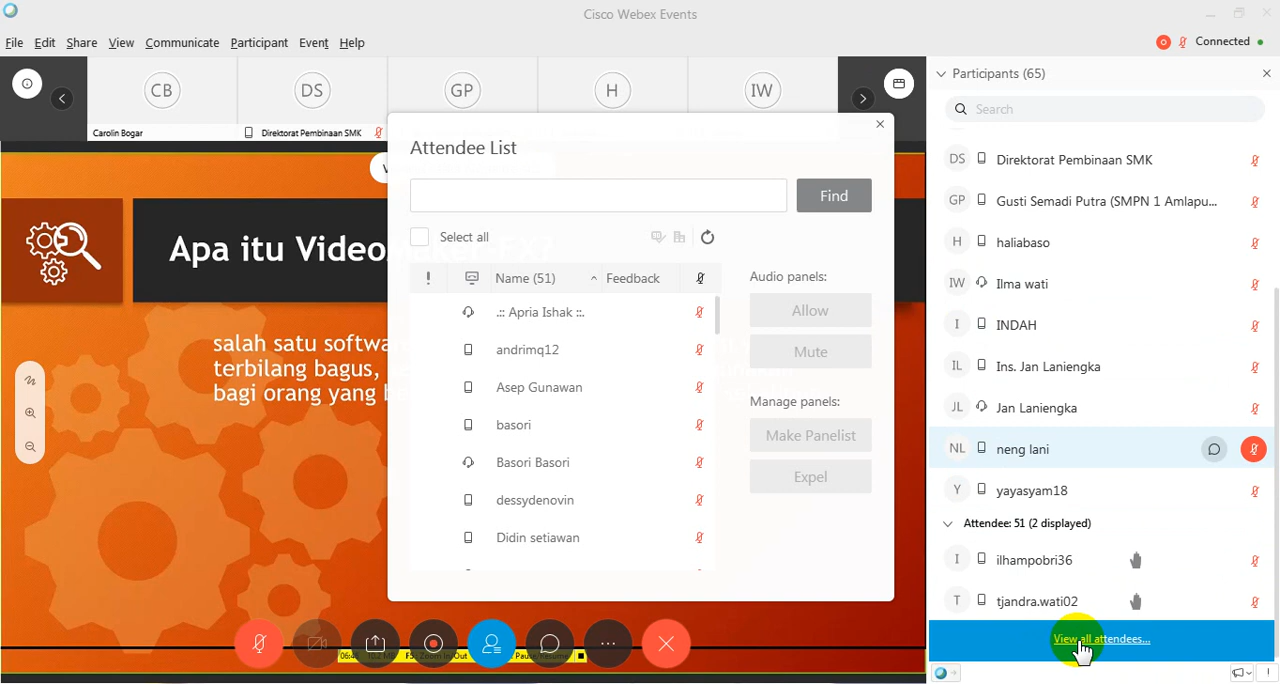 Cisco Webex Events
File Edit Share View Communicate Participant Event Help
Connected
CB
DS
GP
H
IW
Carolin Bogar
Direktorat Pembinaan SMK
Apa itu Video
FX?
salah satu softwa
terbilang bagus,
bagi orang yang b
Attendee List
Find
Select all
Name (51) Feedback
.:: Apria Ishak ::.
andrimq12
Asep Gunawan
basori
Basori Basori
dessydenovin
Didin setiawan
Audio panels:
Allow
Mute
Manage panels:
Make Panelist
Expel
Participants (65)
Search
DS Direktorat Pembinaan SMK
GP Gusti Semadi Putra (SMPN 1 Amlapu...
H haliabaso
IW Ilma wati
I INDAH
IL Ins. Jan Laniengka
JL Jan Laniengka
NL neng lani
Y yayasyam18
Attendee: 51 (2 displayed)
I ilhampobri36
T tjandra.wati02
View all attendees...